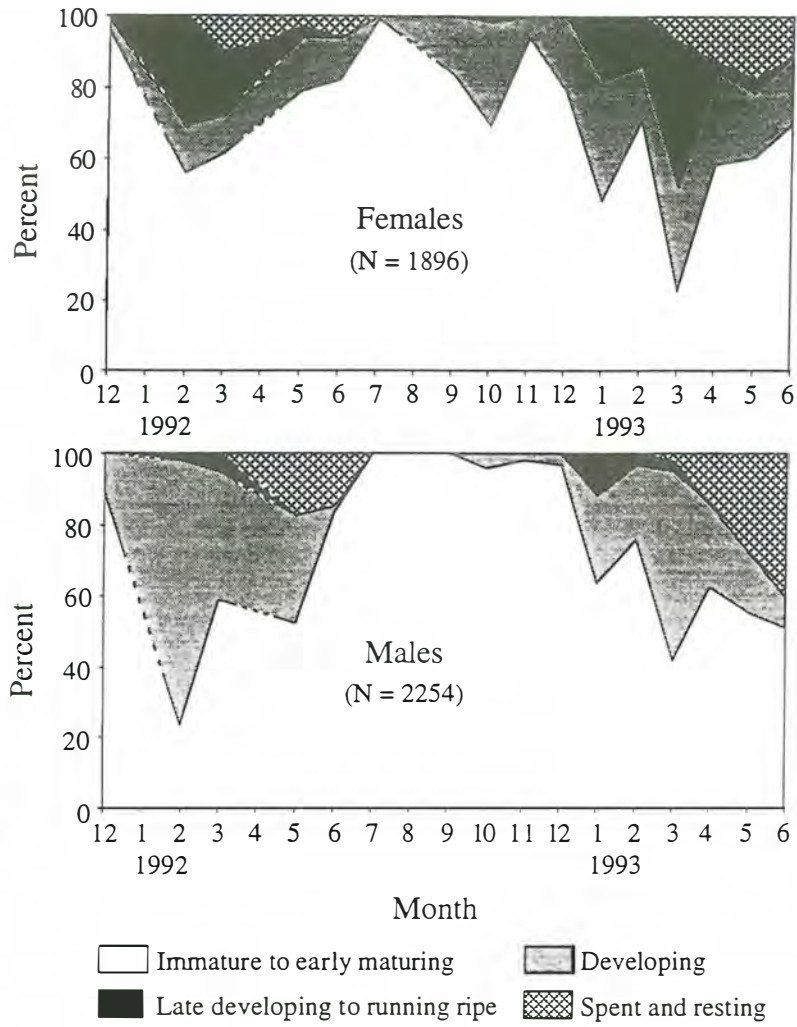 100
80
60
40
20
0
Percent
Females
(N = 1896)
12 1 2 3 4 5 6 7 8 9 10 11 12 1 2 3 4 5 6
1992 1993
100
80
60
40
20
0
Percent
Males
(N = 2254)
12 1 2 3 4 5 6 7 8 9 10 11 12 1 2 3 4 5 6
1992 1993
Month
Immature to early maturing Developing
Late developing to running ripe Spent and resting